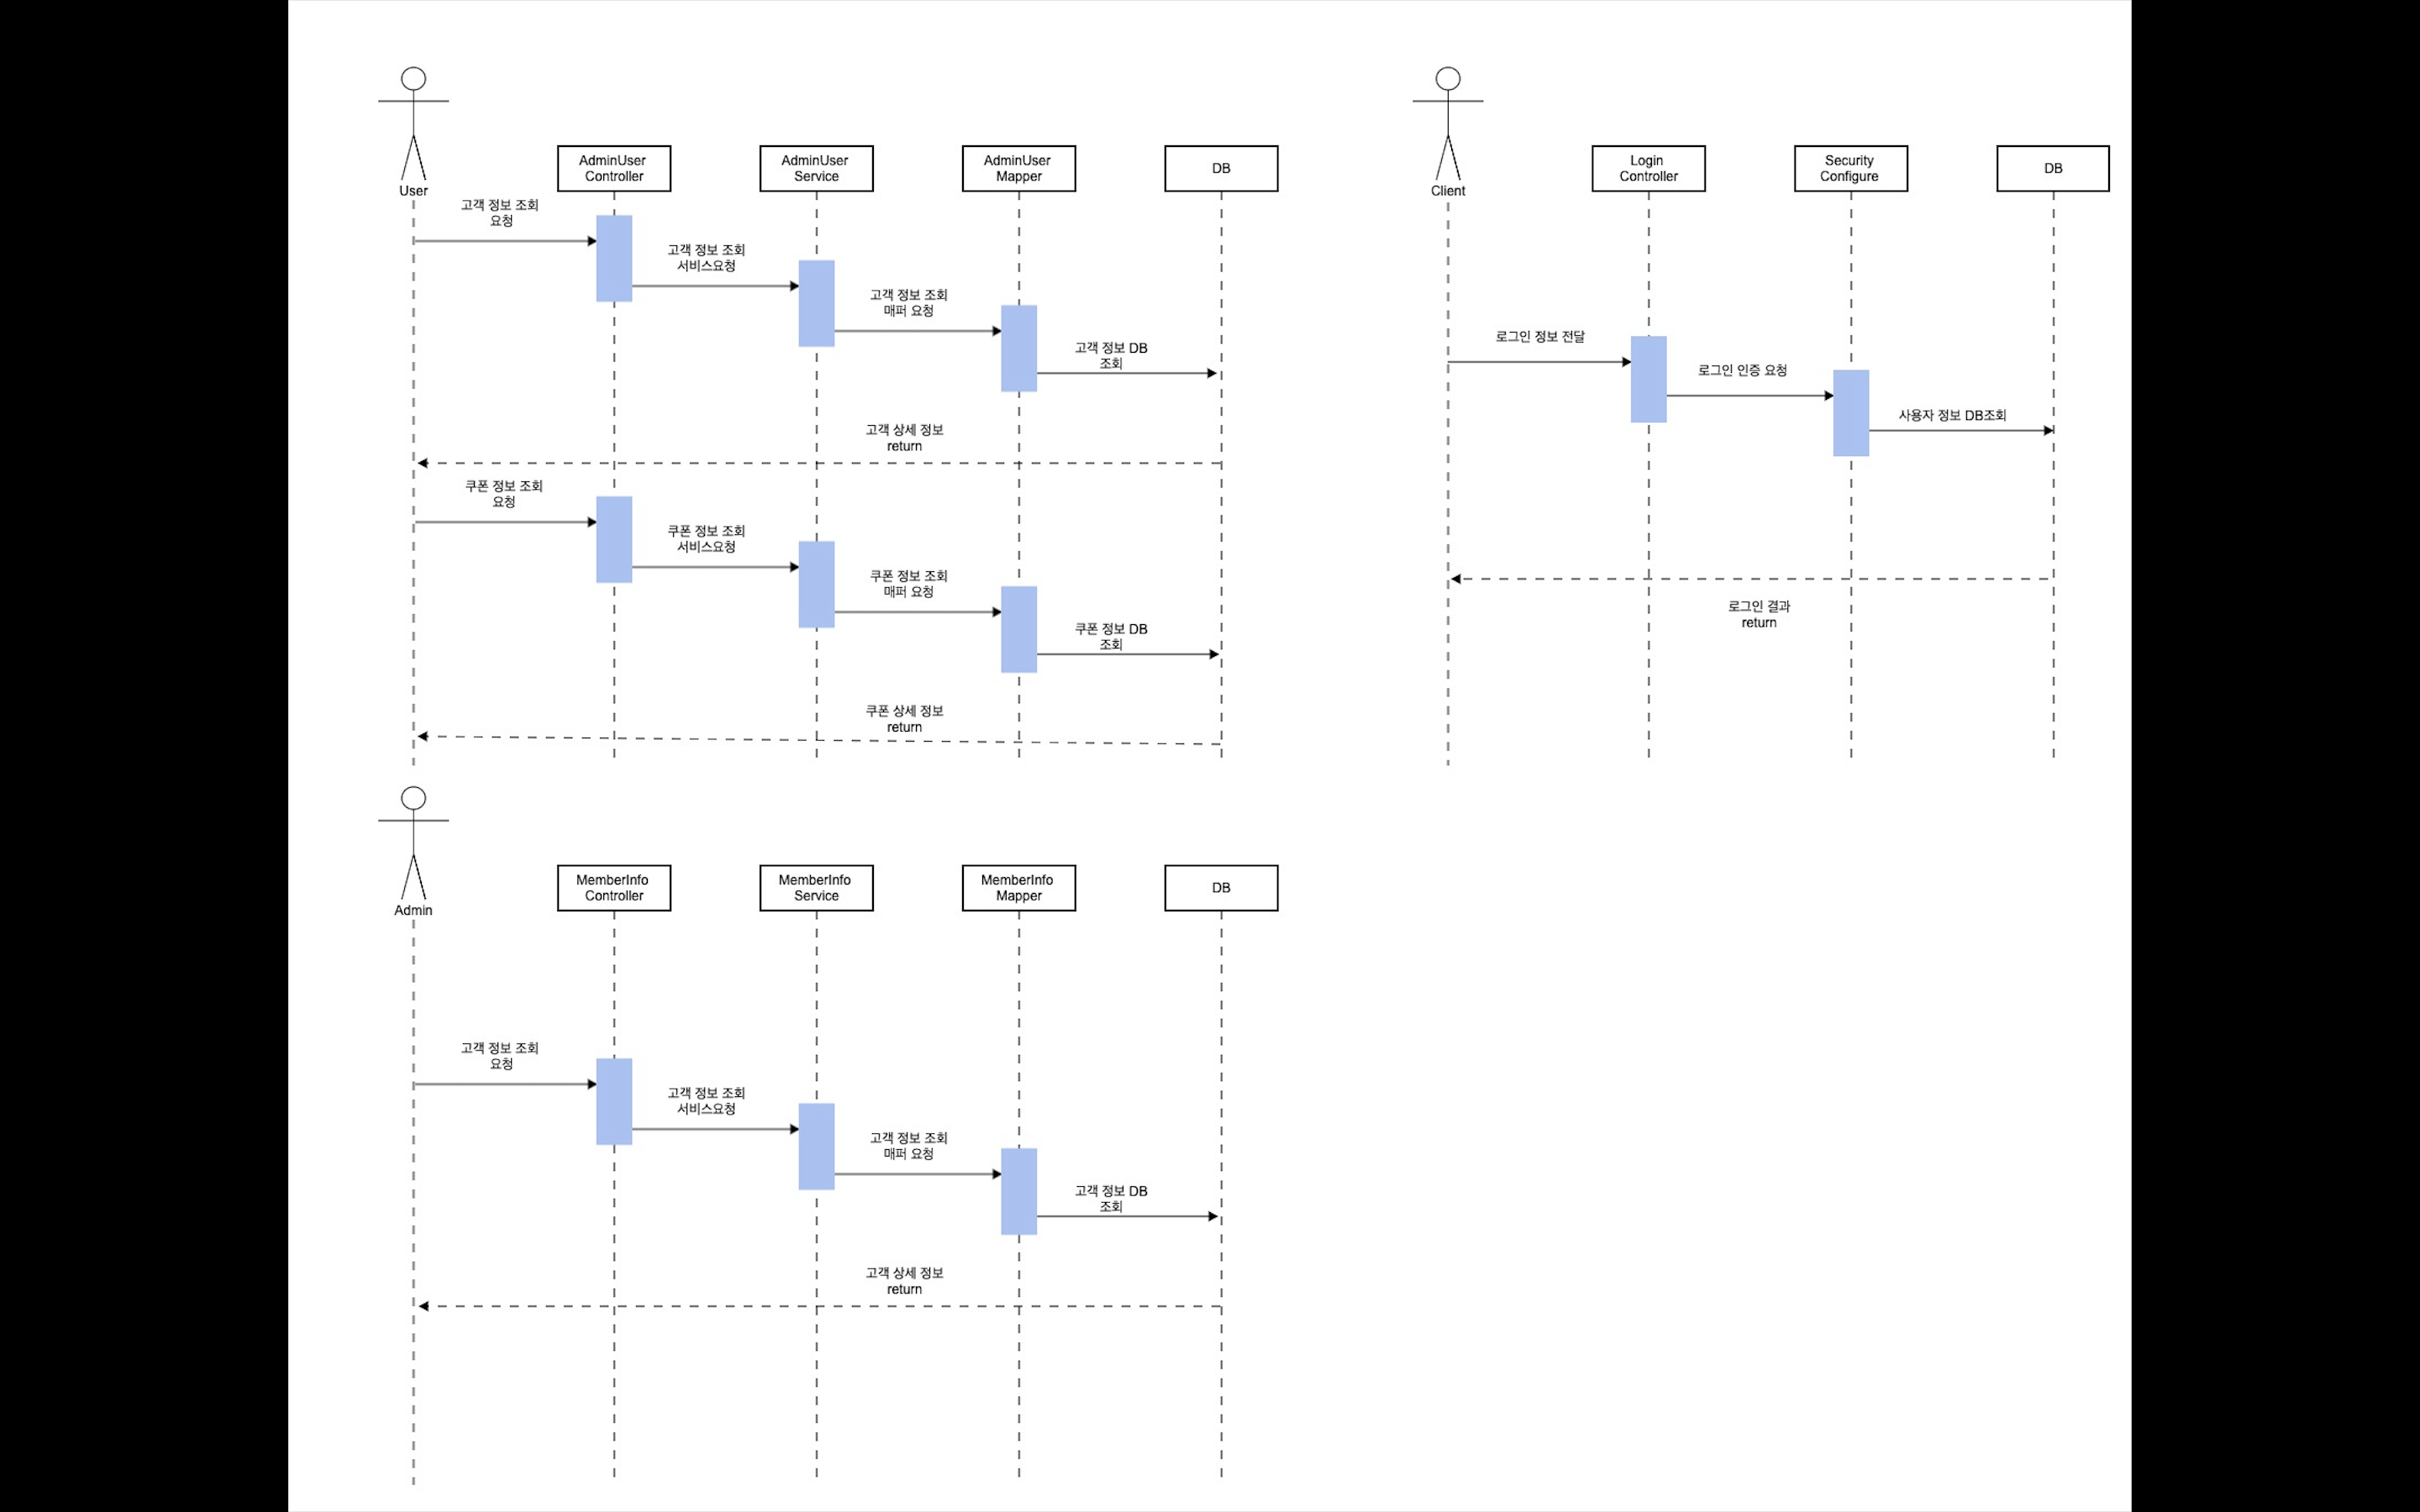 User
AdminUser
Controller
AdminUser
Service
AdminUser
Mapper
DB
고객 정보 조회
요청
고객 정보 조회
서비스요청
고객 정보 조회
매퍼 요청
고객 정보 DB
조회
고객 상세 정보
return
쿠폰 정보 조회
요청
쿠폰 정보 조회
서비스요청
쿠폰 정보 조회
매퍼 요청
쿠폰 정보 DB
조회
쿠폰 상세 정보
return
Client
Login
Controller
Security
Configure
DB
로그인 정보 전달
로그인 인증 요청
사용자 정보 DB조회
로그인 결과
return
Admin
MemberInfo
Controller
MemberInfo
Service
MemberInfo
Mapper
DB
고객 정보 조회
요청
고객 정보 조회
서비스요청
고객 정보 조회
매퍼 요청
고객 정보 DB
조회
고객 상세 정보
return